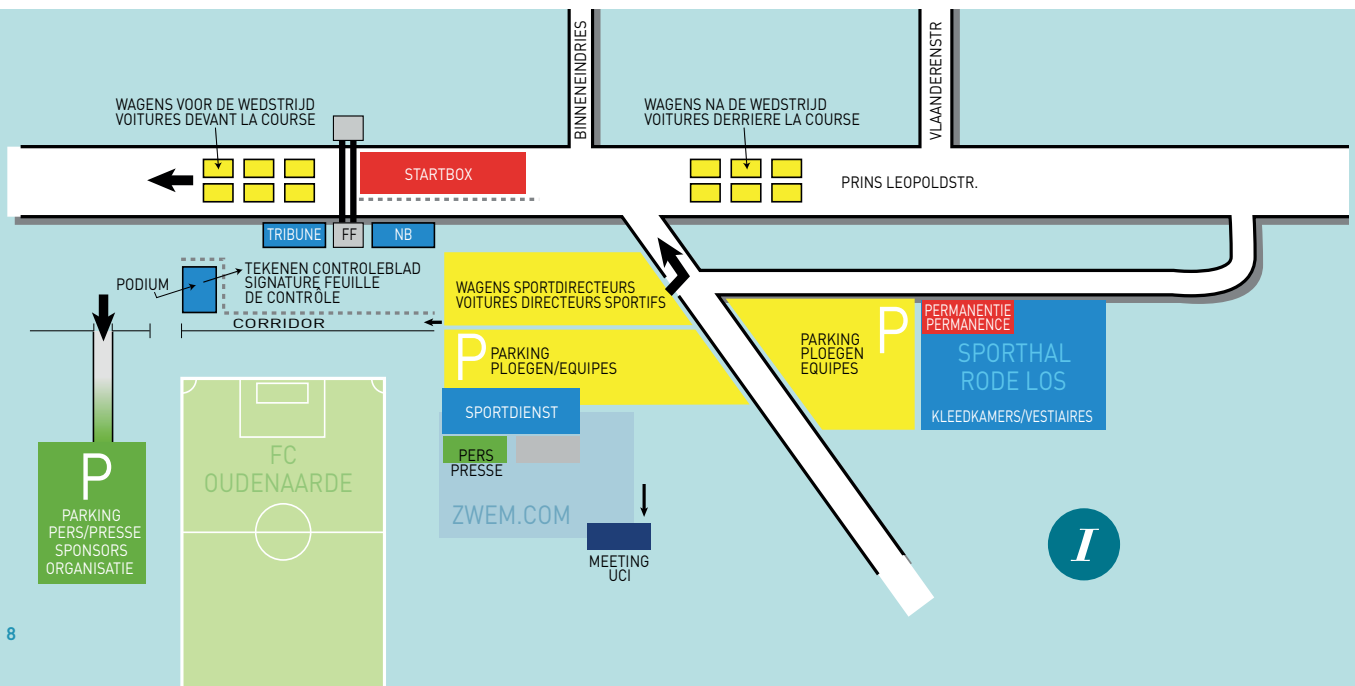 BINNENEINDRIES
VLAANDERENSTR
WAGENS VOOR DE WEDSTRIJD
VOITURES DEVANT LA COURSE
WAGENS NA DE WEDSTRIJD
VOITURES DERRIERE LA COURSE
STARTBOX
PRINS LEOPOLDSTR.
TRIBUNE
FF
NB
PODIUM
TEKENEN CONTROLEBLAD
SIGNATURE FEUILLE
DE CONTRÔLE
CORRIDOR
WAGENS SPORTDIRECTEURS
VOITURES DIRECTEURS SPORTIFS
P
PARKING
PLOEGEN/EQUIPES
P
PARKING
PLOEGEN
EQUIPES
PERMANENTIE
PERMANENCE
SPORTHAL
RODE LOS
KLEEDKAMERS/VESTIAIRES
SPORTDIENST
PERS
PRESSE
ZWEM.COM
MEETING
UCI
FC
OUDENAARDE
P
PARKING
PERS/PRESSE
SPONSORS
ORGANISATIE
I
8